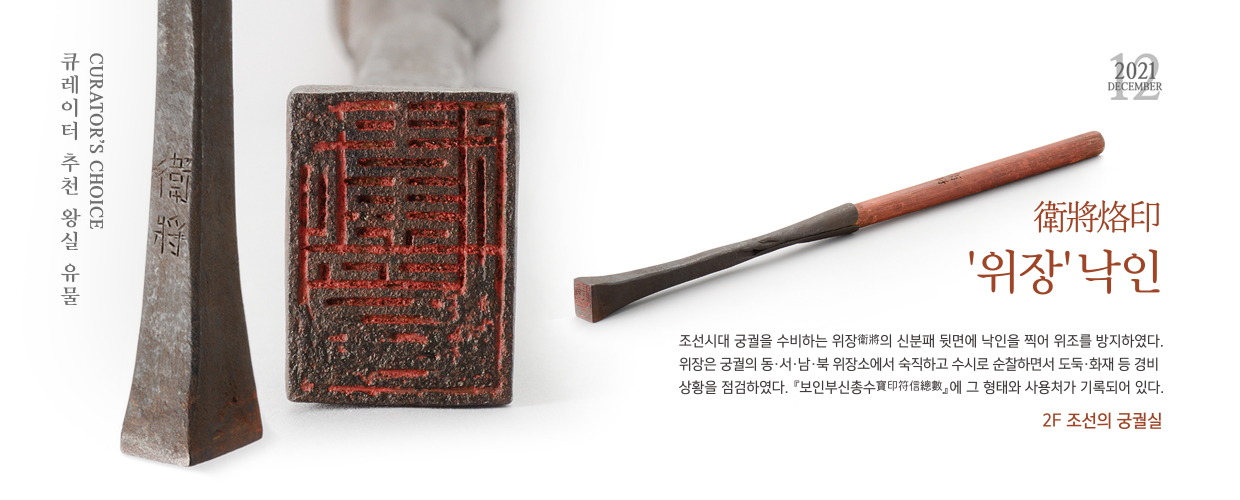 CURATOR'S CHOICE
큐레이터 추천 왕실 유물
衛將
12
2021
DECEMBER
衛將烙印
'위장' 낙인
조선시대 궁궐을 수비하는 위장衛將의 신분패 뒷면에 낙인을 찍어 위조를 방지하였다.
위장은 궁궐의 동·서·남·북 위장소에서 숙직하고 수시로 순찰하면서 도둑·화재 등 경비
상황을 점검하였다. 『보인부신총수寶印符信總數』에 그 형태와 사용처가 기록되어 있다.
2F 조선의 궁궐실